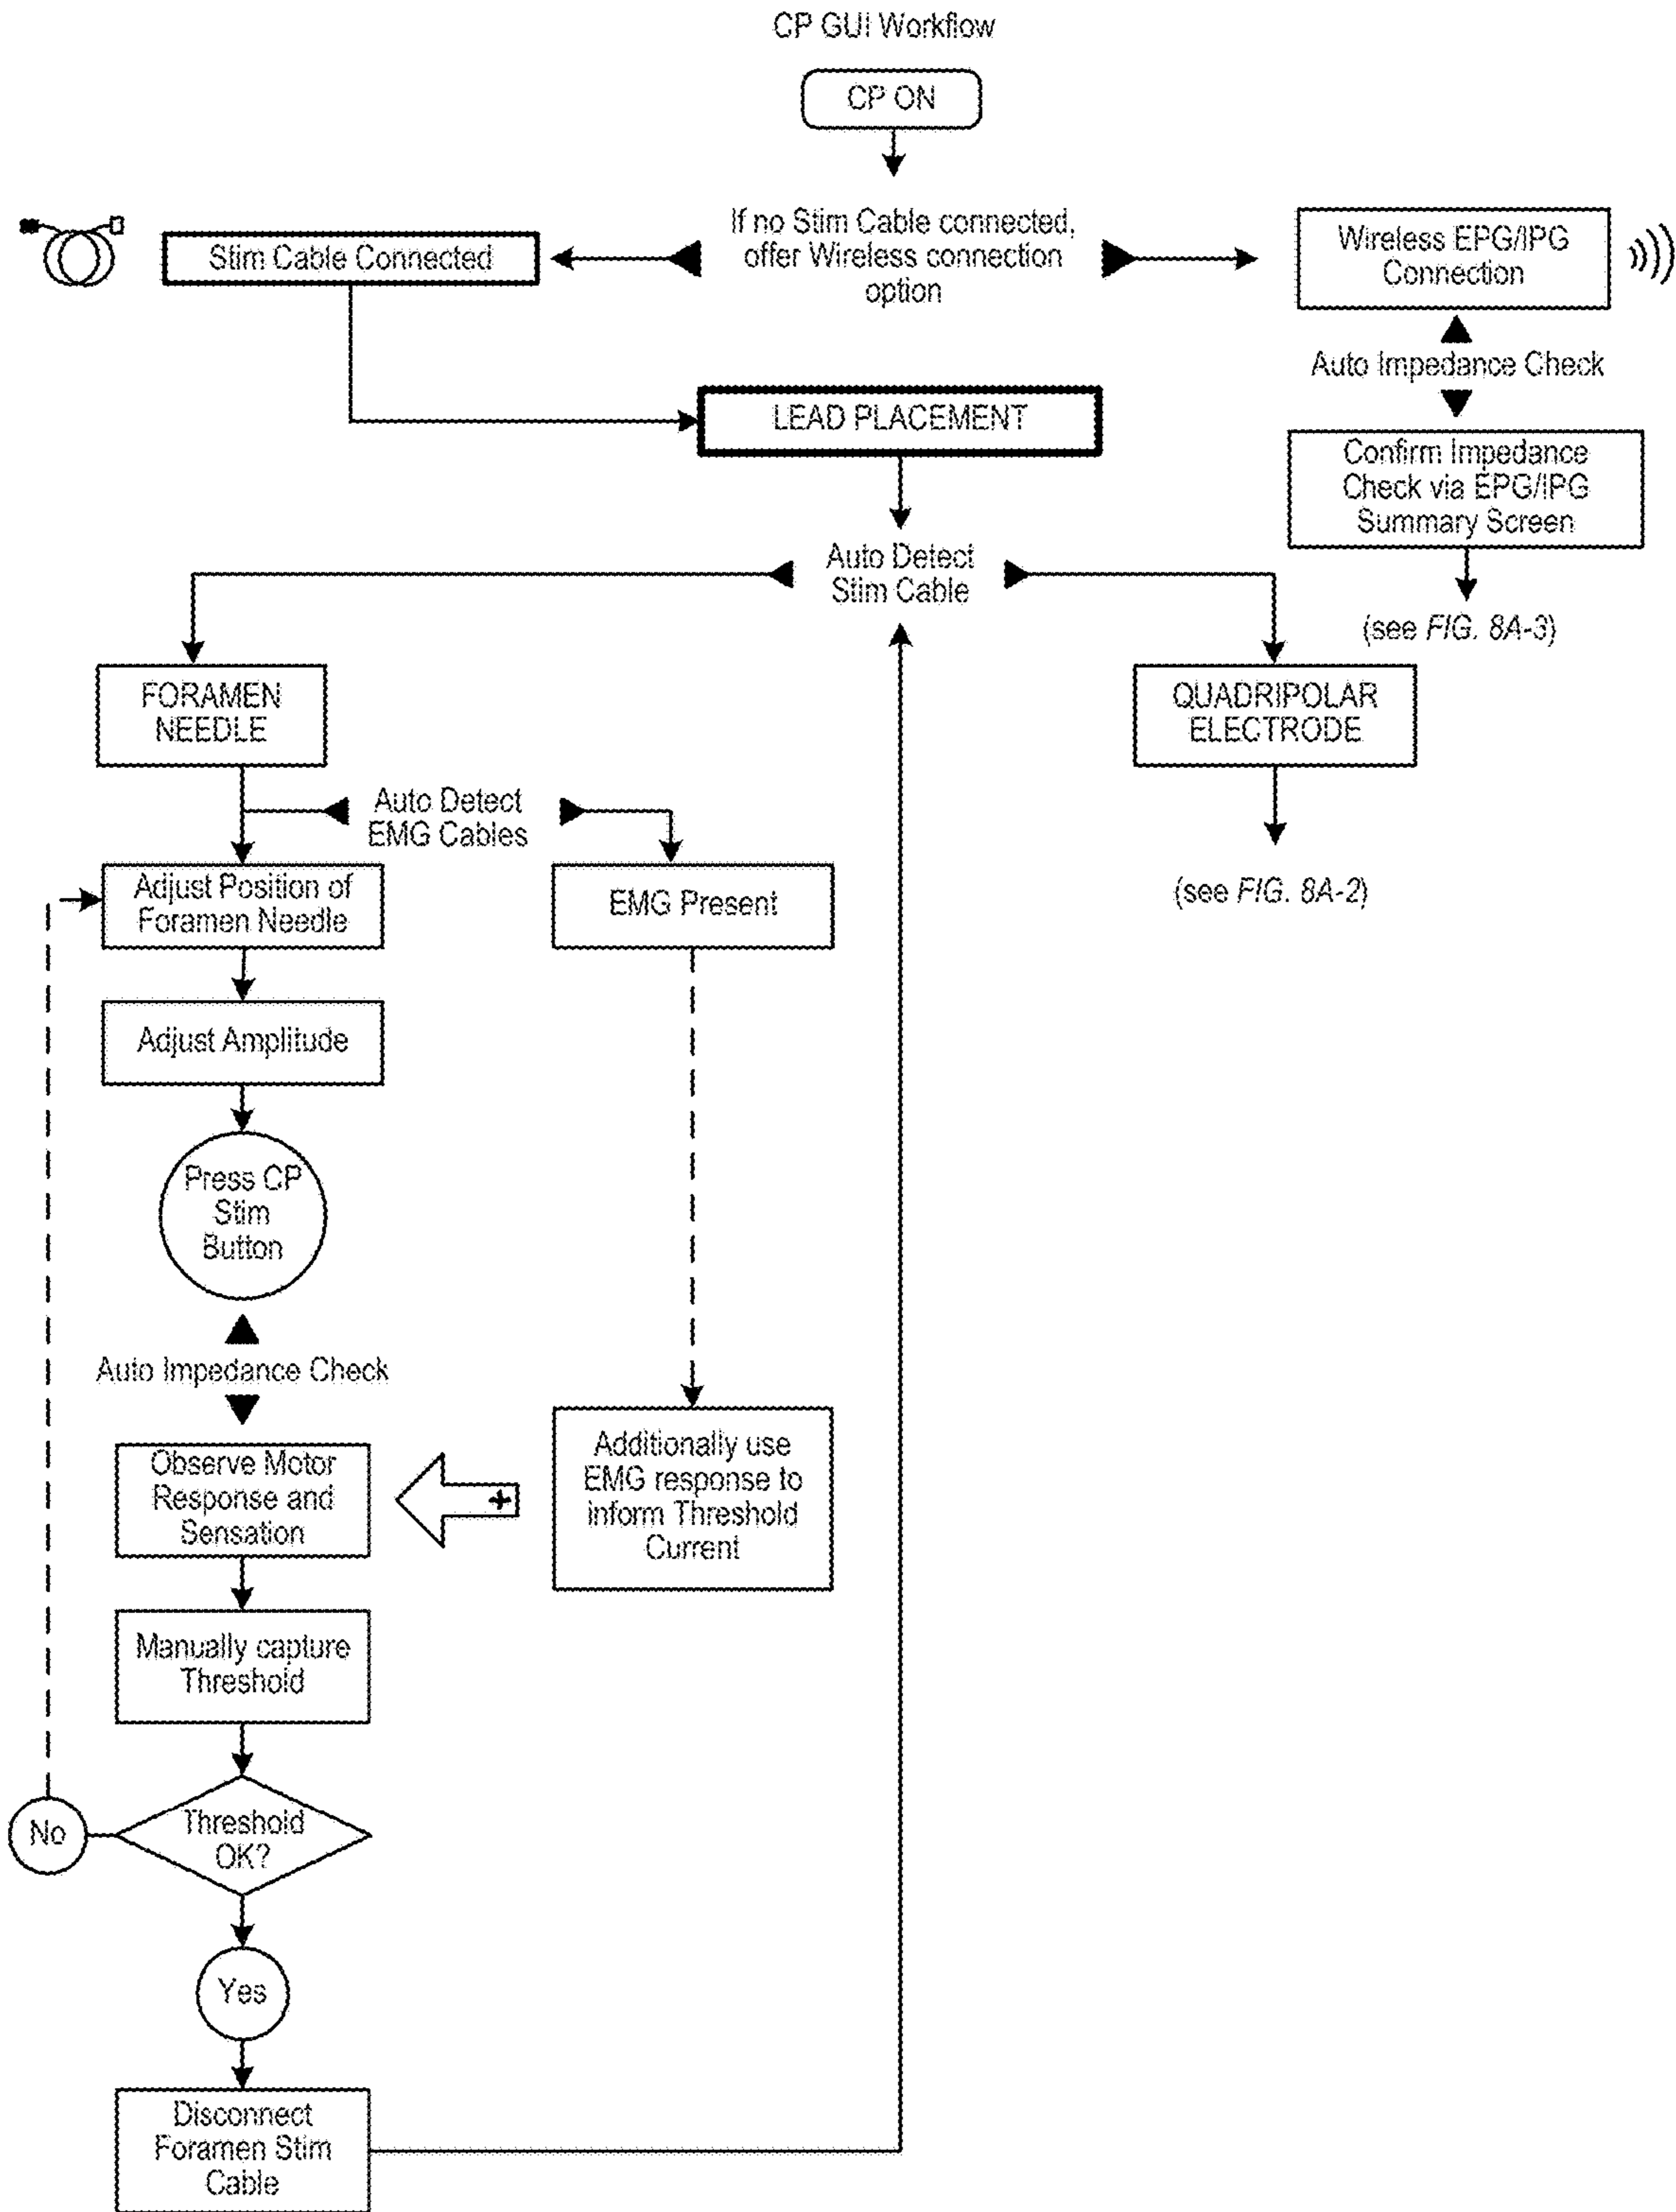 CP GUI Workflow
CP ON
Stim Cable Connected
If no Stim Cable connected,
offer Wireless connection
option
Wireless EPG/IPG
Connection
Auto Impedance Check
LEAD PLACEMENT
Confirm Impedance
Check via EPG/IPG
Summary Screen
Auto Detect
Stim Cable
(see FIG. 8A-3)
FORAMEN
NEEDLE
QUADRIPOLAR
ELECTRODE
Auto Detect
EMG Cables
Adjust Position of
Foramen Needle
EMG Present
(see FIG. 8A-2)
Adjust Amplitude
Press CP
Stim
Button
Auto Impedance Check
Observe Motor
Response and
Sensation
+
Additionally use
EMG response to
inform Threshold
Current
Manually capture
Threshold
No
Threshold
OK?
Yes
Disconnect
Foramen Stim
Cable